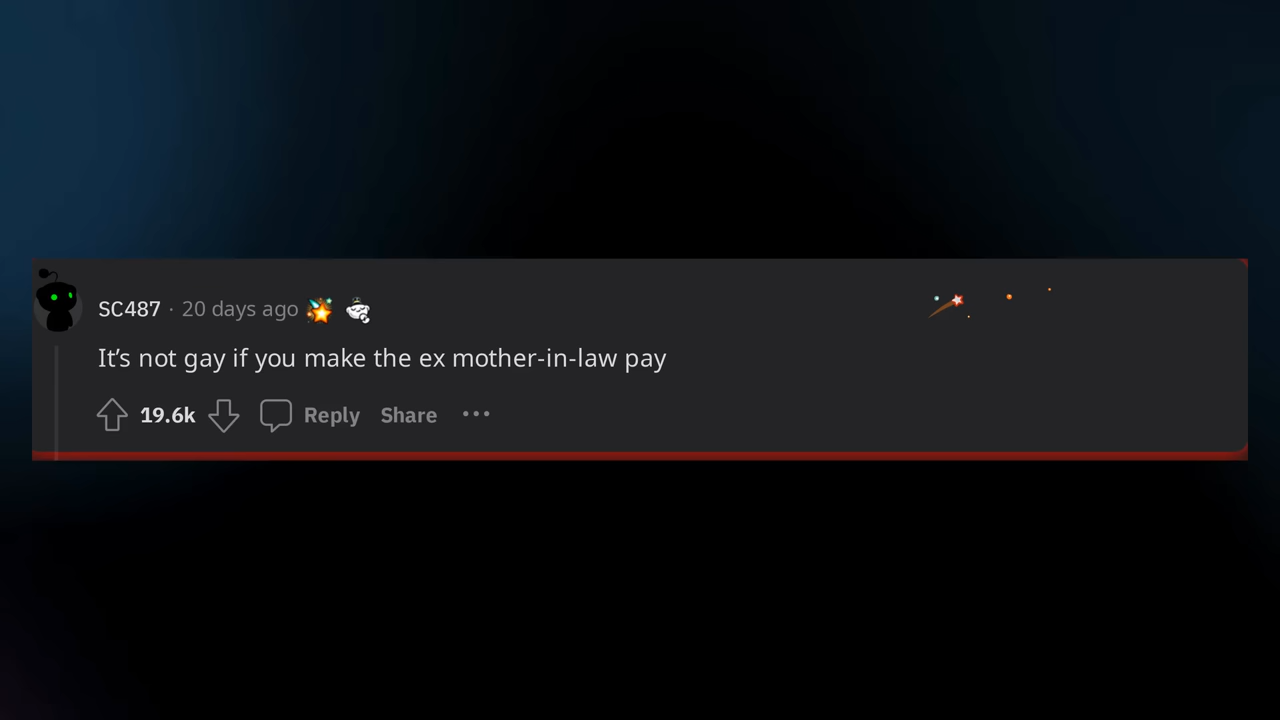 SC487 · 20 days ago
It’s not gay if you make the ex mother-in-law pay
19.6k Reply Share